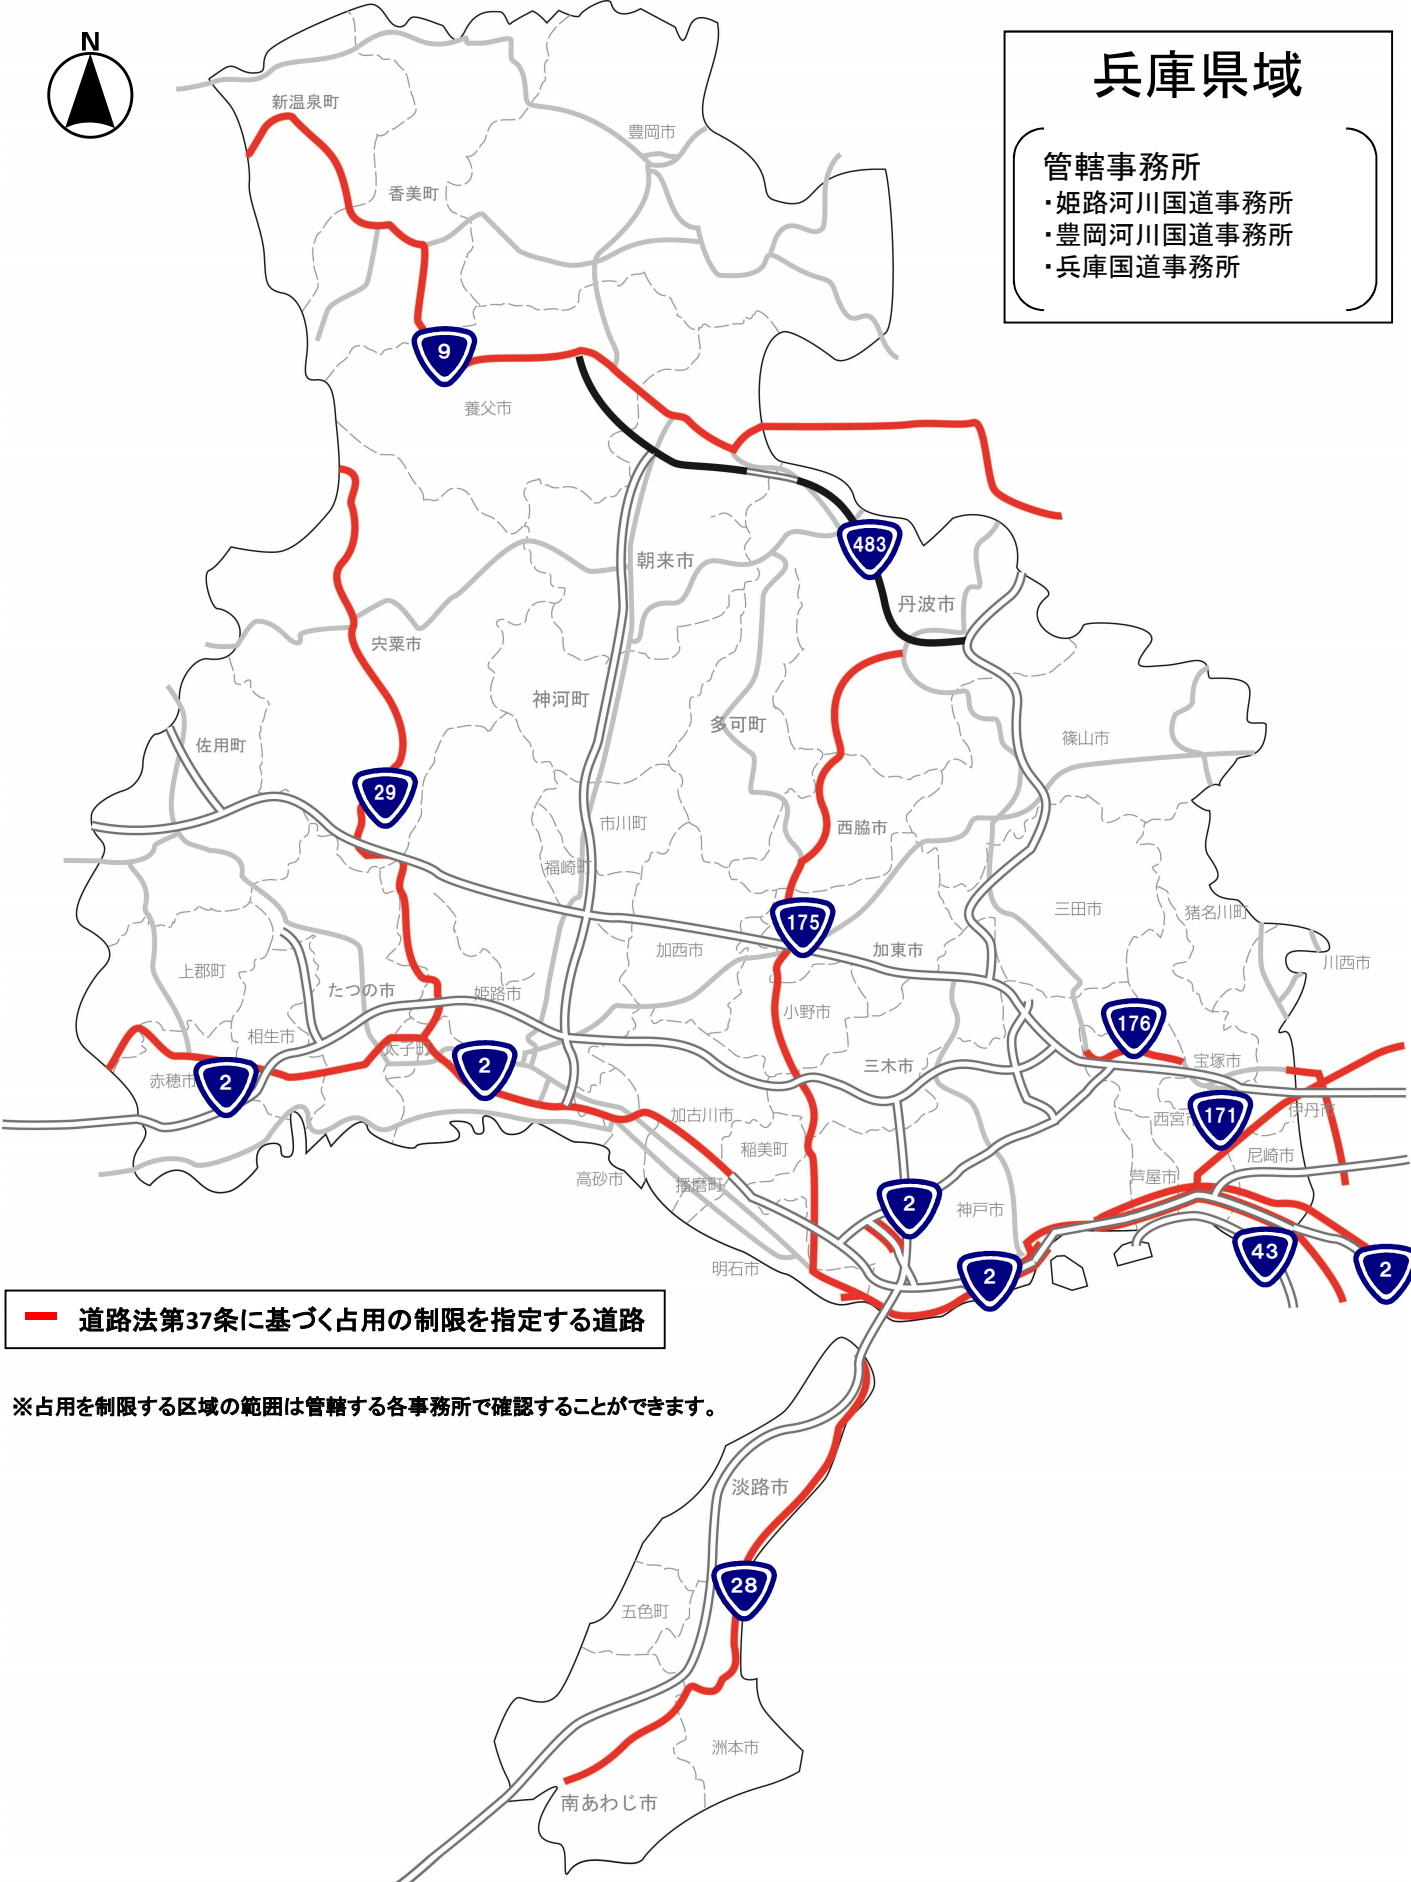 N
兵庫県域
管轄事務所
・姫路河川国道事務所
・豊岡河川国道事務所
・兵庫国道事務所
新温泉町
豊岡市
香美町
9
養父市
483
朝来市
丹波市
宍粟市
神河町
多可町
佐用町
篠山市
29
市川町
西脇市
福崎町
175
三田市
猪名川町
加西市
加東市
川西市
上郡町
たつの市
姫路市
小野市
176
相生市
太子町
三木市
宝塚市
赤穂市
2
2
加古川市
西宮市
171
伊丹市
稲美町
尼崎市
高砂市
播磨町
芦屋市
2
神戸市
明石市
2
43
2
道路法第37条に基づく占用の制限を指定する道路
※占用を制限する区域の範囲は管轄する各事務所で確認することができます。
淡路市
28
五色町
洲本市
南あわじ市